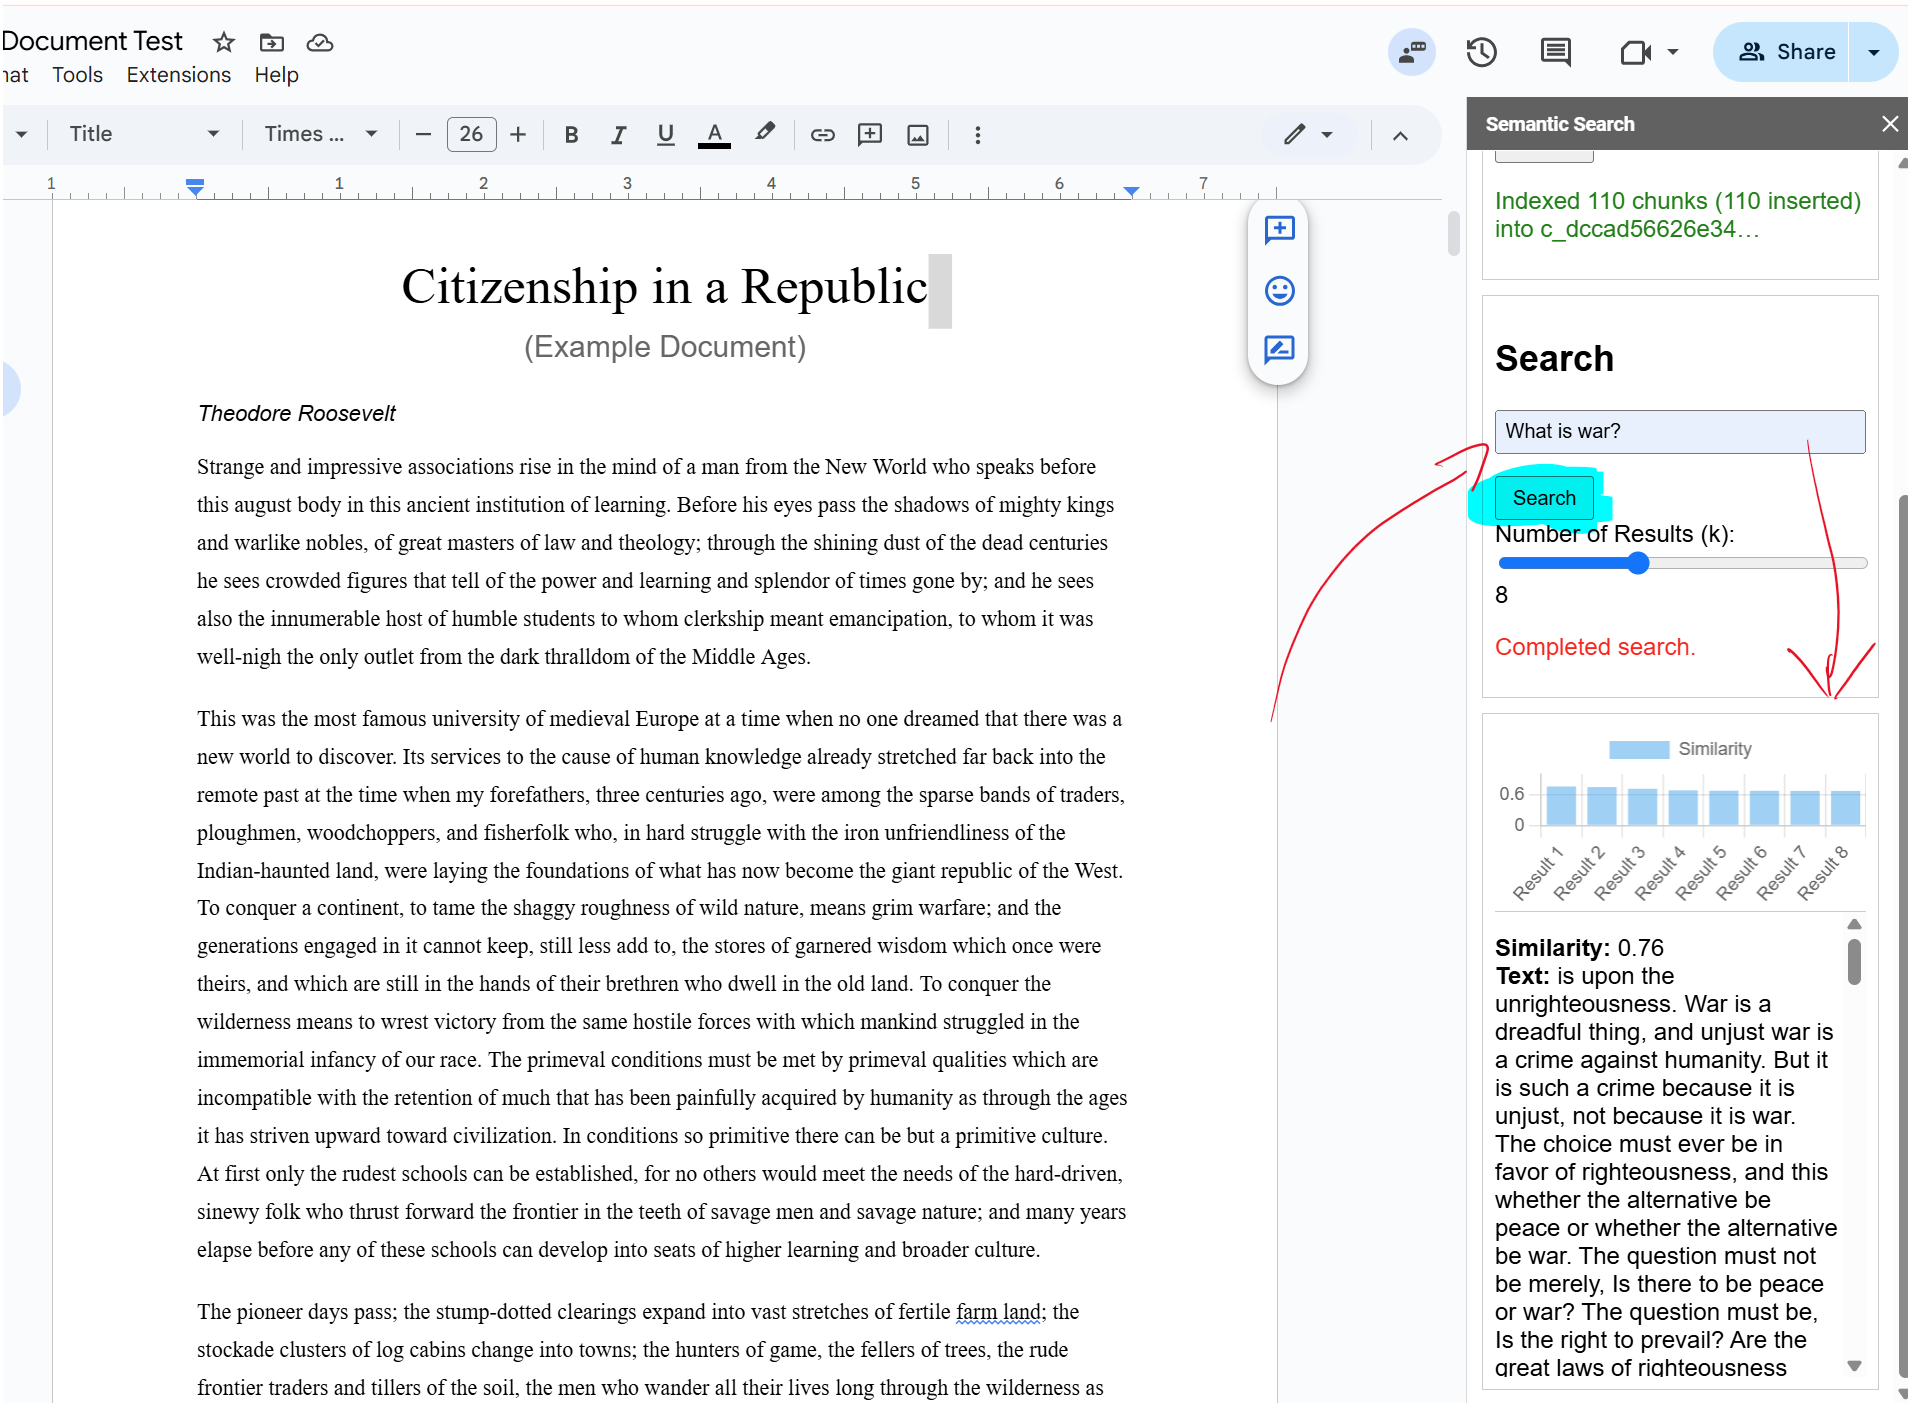 Document Test
nat Tools Extensions Help
Share
Title Times ... 26 B I U A
1 1 2 3 4 5 6 7
Citizenship in a Republic
(Example Document)
Theodore Roosevelt
Strange and impressive associations rise in the mind of a man from the New World who speaks before
this august body in this ancient institution of learning. Before his eyes pass the shadows of mighty kings
and warlike nobles, of great masters of law and theology; through the shining dust of the dead centuries
he sees crowded figures that tell of the power and learning and splendor of times gone by; and he sees
also the innumerable host of humble students to whom clerkship meant emancipation, to whom it was
well-nigh the only outlet from the dark thralldom of the Middle Ages.
This was the most famous university of medieval Europe at a time when no one dreamed that there was a
new world to discover. Its services to the cause of human knowledge already stretched far back into the
remote past at the time when my forefathers, three centuries ago, were among the sparse bands of traders,
ploughmen, woodchoppers, and fisherfolk who, in hard struggle with the iron unfriendliness of the
Indian-haunted land, were laying the foundations of what has now become the giant republic of the West.
To conquer a continent, to tame the shaggy roughness of wild nature, means grim warfare; and the
generations engaged in it cannot keep, still less add to, the stores of garnered wisdom which once were
theirs, and which are still in the hands of their brethren who dwell in the old land. To conquer the
wilderness means to wrest victory from the same hostile forces with which mankind struggled in the
immemorial infancy of our race. The primeval conditions must be met by primeval qualities which are
incompatible with the retention of much that has been painfully acquired by humanity as through the ages
it has striven upward toward civilization. In conditions so primitive there can be but a primitive culture.
At first only the rudest schools can be established, for no others would meet the needs of the hard-driven,
sinewy folk who thrust forward the frontier in the teeth of savage men and savage nature; and many years
elapse before any of these schools can develop into seats of higher learning and broader culture.
The pioneer days pass; the stump-dotted clearings expand into vast stretches of fertile farm land; the
stockade clusters of log cabins change into towns; the hunters of game, the fellers of trees, the rude
frontier traders and tillers of the soil, the men who wander all their lives long through the wilderness as
Semantic Search
Indexed 110 chunks (110 inserted)
into c_dccad56626e34…
Search
What is war?
Search
Number of Results (k):
8
Completed search.
Similarity
0.6
0
Result 1 Result 2 Result 3 Result 4 Result 5 Result 6 Result 7 Result 8
Similarity: 0.76
Text: is upon the
unrighteousness. War is a
dreadful thing, and unjust war is
a crime against humanity. But it
is such a crime because it is
unjust, not because it is war.
The choice must ever be in
favor of righteousness, and this
whether the alternative be
peace or whether the alternative
be war. The question must not
be merely, Is there to be peace
or war? The question must be,
Is the right to prevail? Are the
great laws of righteousness